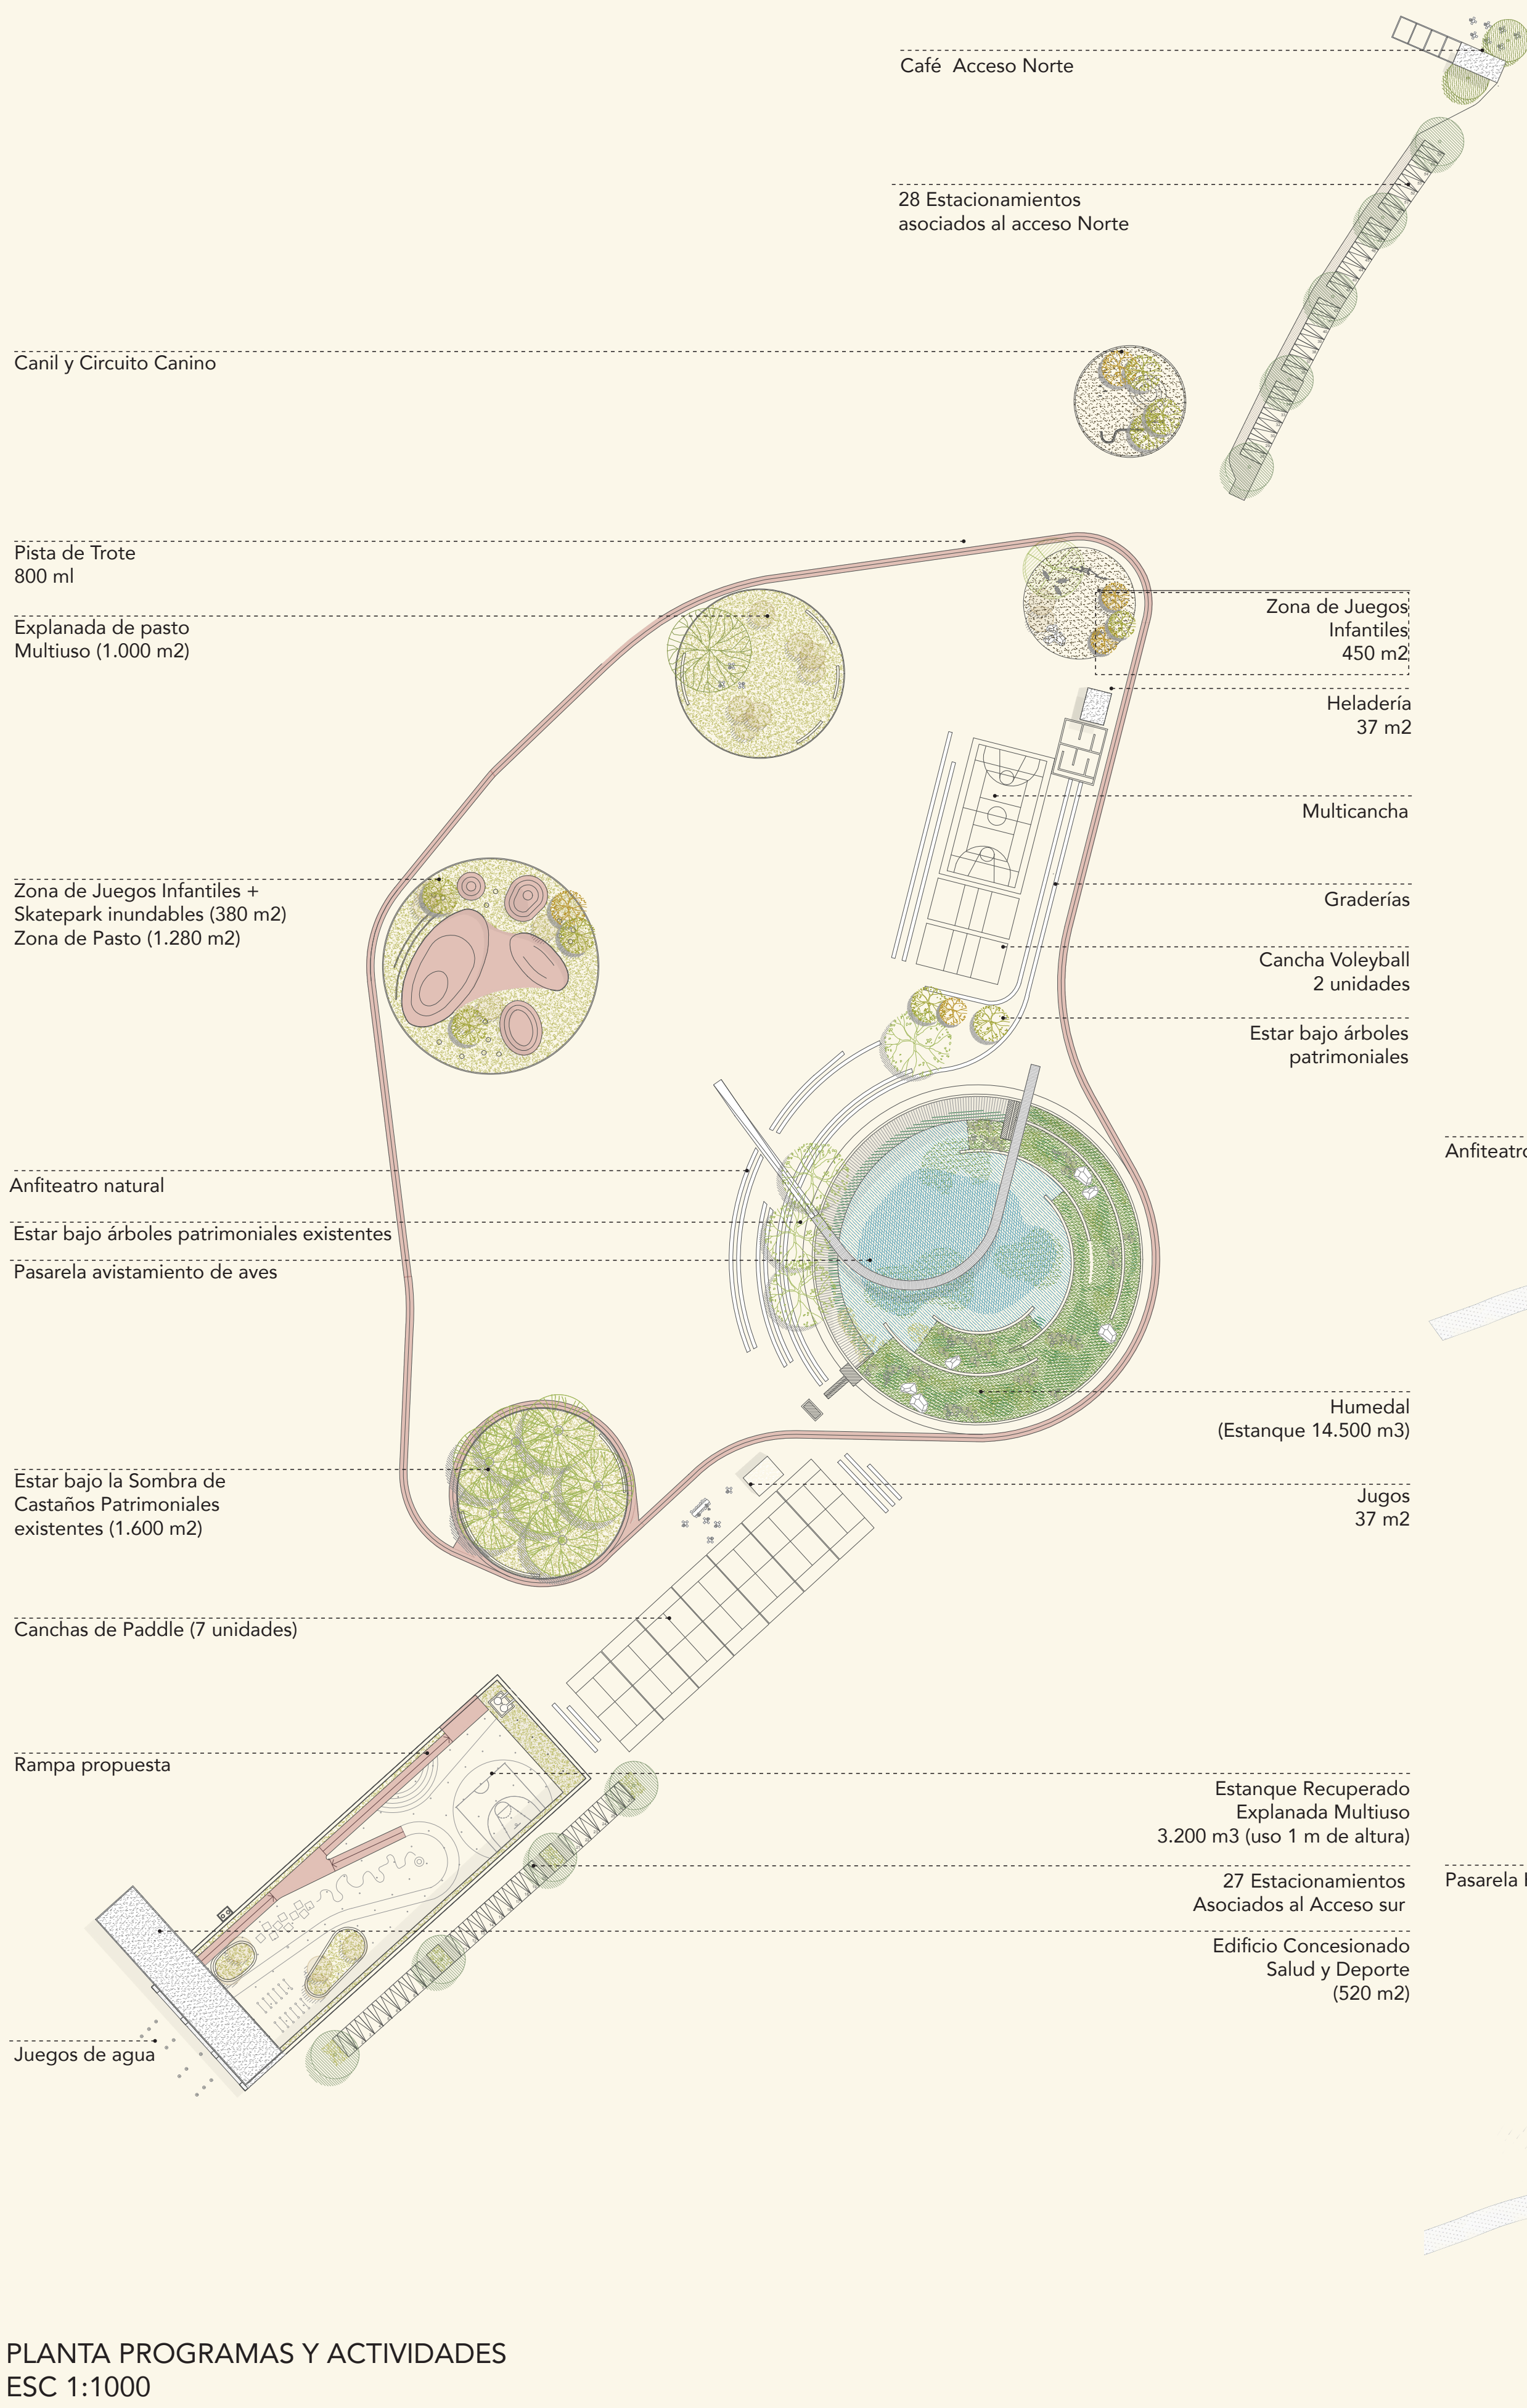 Café  Acceso Norte
28 Estacionamientos
asociados al acceso Norte
Canil y Circuito Canino
Pista de Trote
800 ml
Explanada de pasto
Multiuso (1.000 m2)
Zona de Juegos
Infantiles
450 m2
Heladería
37 m2
Multicancha
Zona de Juegos Infantiles +
Skatepark inundables (380 m2)
Zona de Pasto (1.280 m2)
Graderías
Cancha Voleyball
2 unidades
Estar bajo árboles
patrimoniales
Anfiteatro
Anfiteatro natural
Estar bajo árboles patrimoniales existentes
Pasarela avistamiento de aves
Humedal
(Estanque 14.500 m3)
Estar bajo la Sombra de
Castaños Patrimoniales
existentes (1.600 m2)
Jugos
37 m2
Canchas de Paddle (7 unidades)
Rampa propuesta
Estanque Recuperado
Explanada Multiuso
3.200 m3 (uso 1 m de altura)
27 Estacionamientos
Asociados al Acceso sur
Pasarela
Edificio Concesionado
Salud y Deporte
(520 m2)
Juegos de agua
PLANTA PROGRAMAS Y ACTIVIDADES
ESC 1:1000